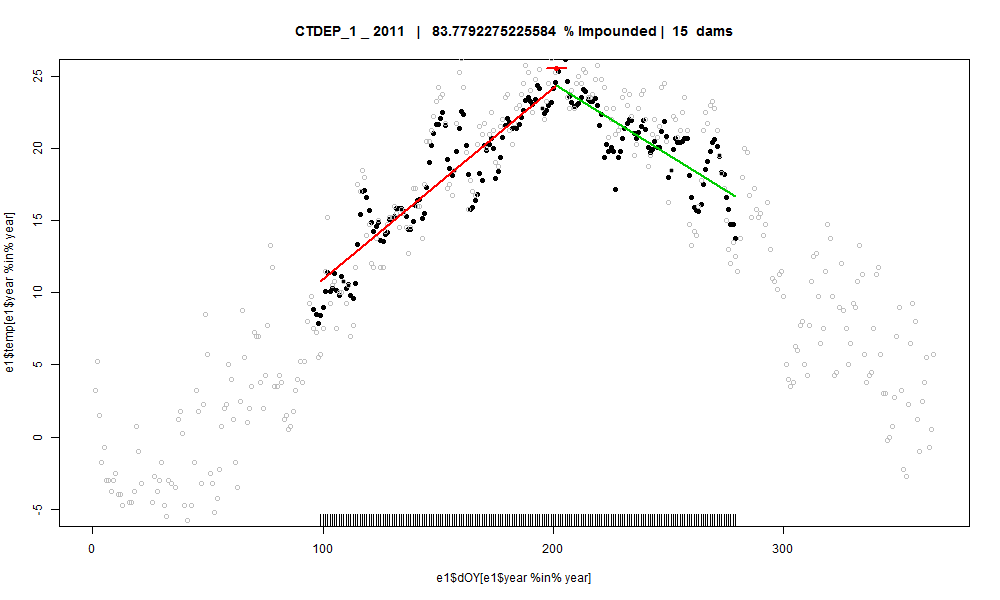 CTDEP_1 _ 2011 | 83.7792275225584 % Impounded | 15 dams
e1$temp[e1$year %in% year]
25
20
15
10
5
0
-5
0 100 200 300
e1$dOY[e1$year %in% year]